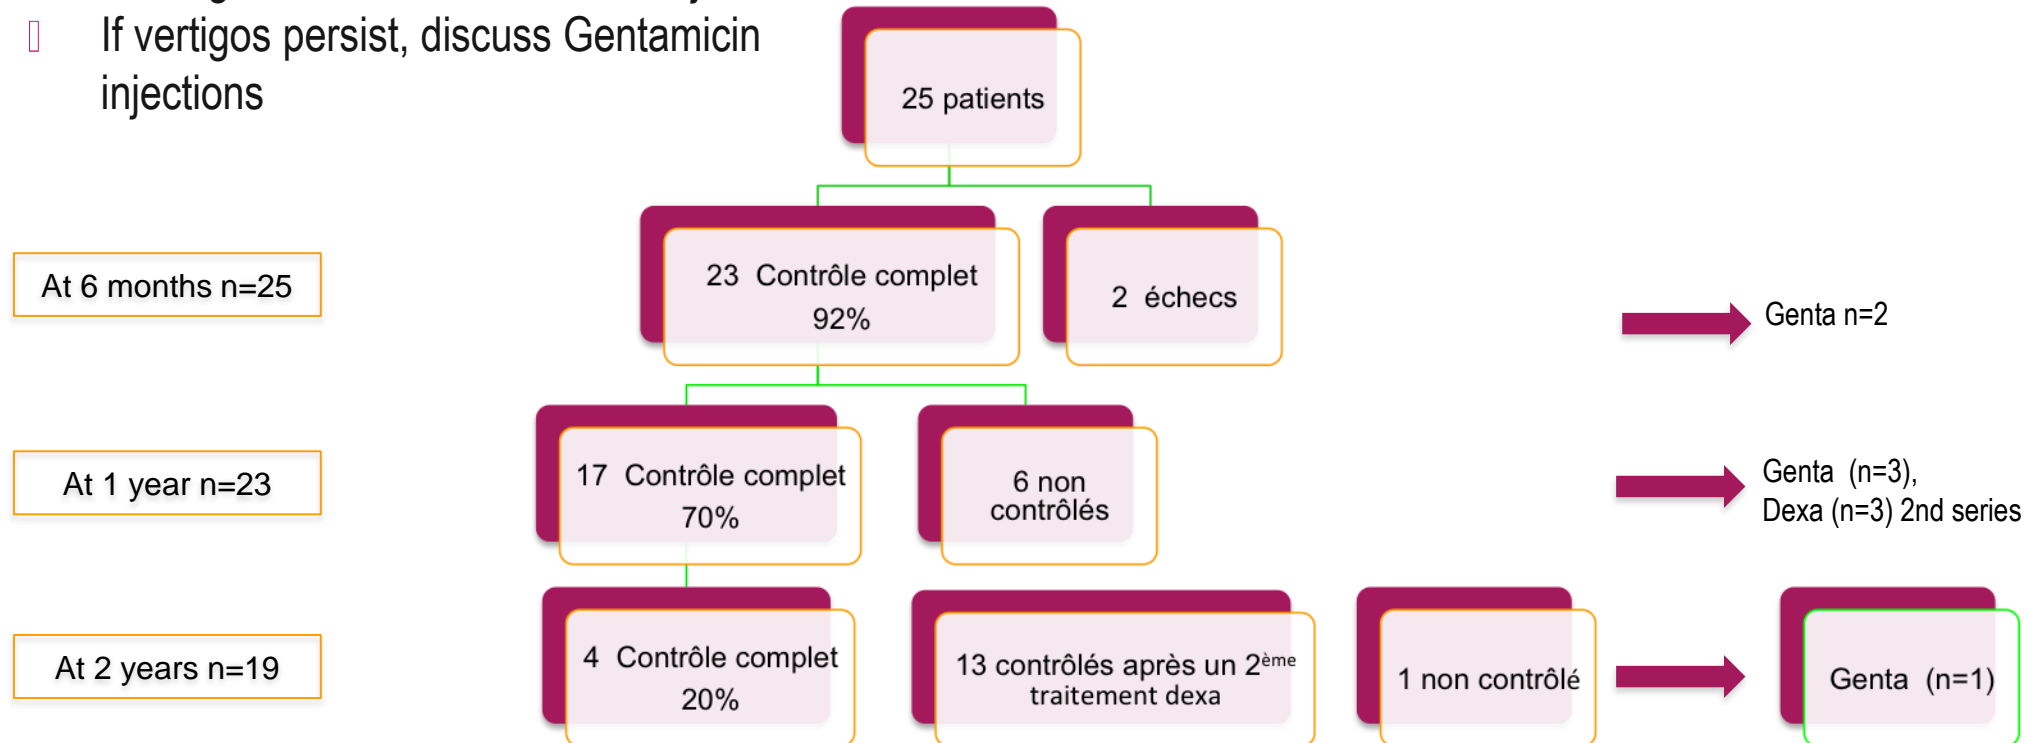 If vertigos persist, discuss Gentamicin
injections
25 patients
At 6 months n=25
23 Contrôle complet
92%
2 échecs
Genta n=2
At 1 year n=23
17 Contrôle complet
70%
6 non
contrôlés
Genta (n=3),
Dexa (n=3) 2nd series
At 2 years n=19
4 Contrôle complet
20%
13 contrôlés après un 2ème
traitement dexa
1 non contrôlé
Genta (n=1)